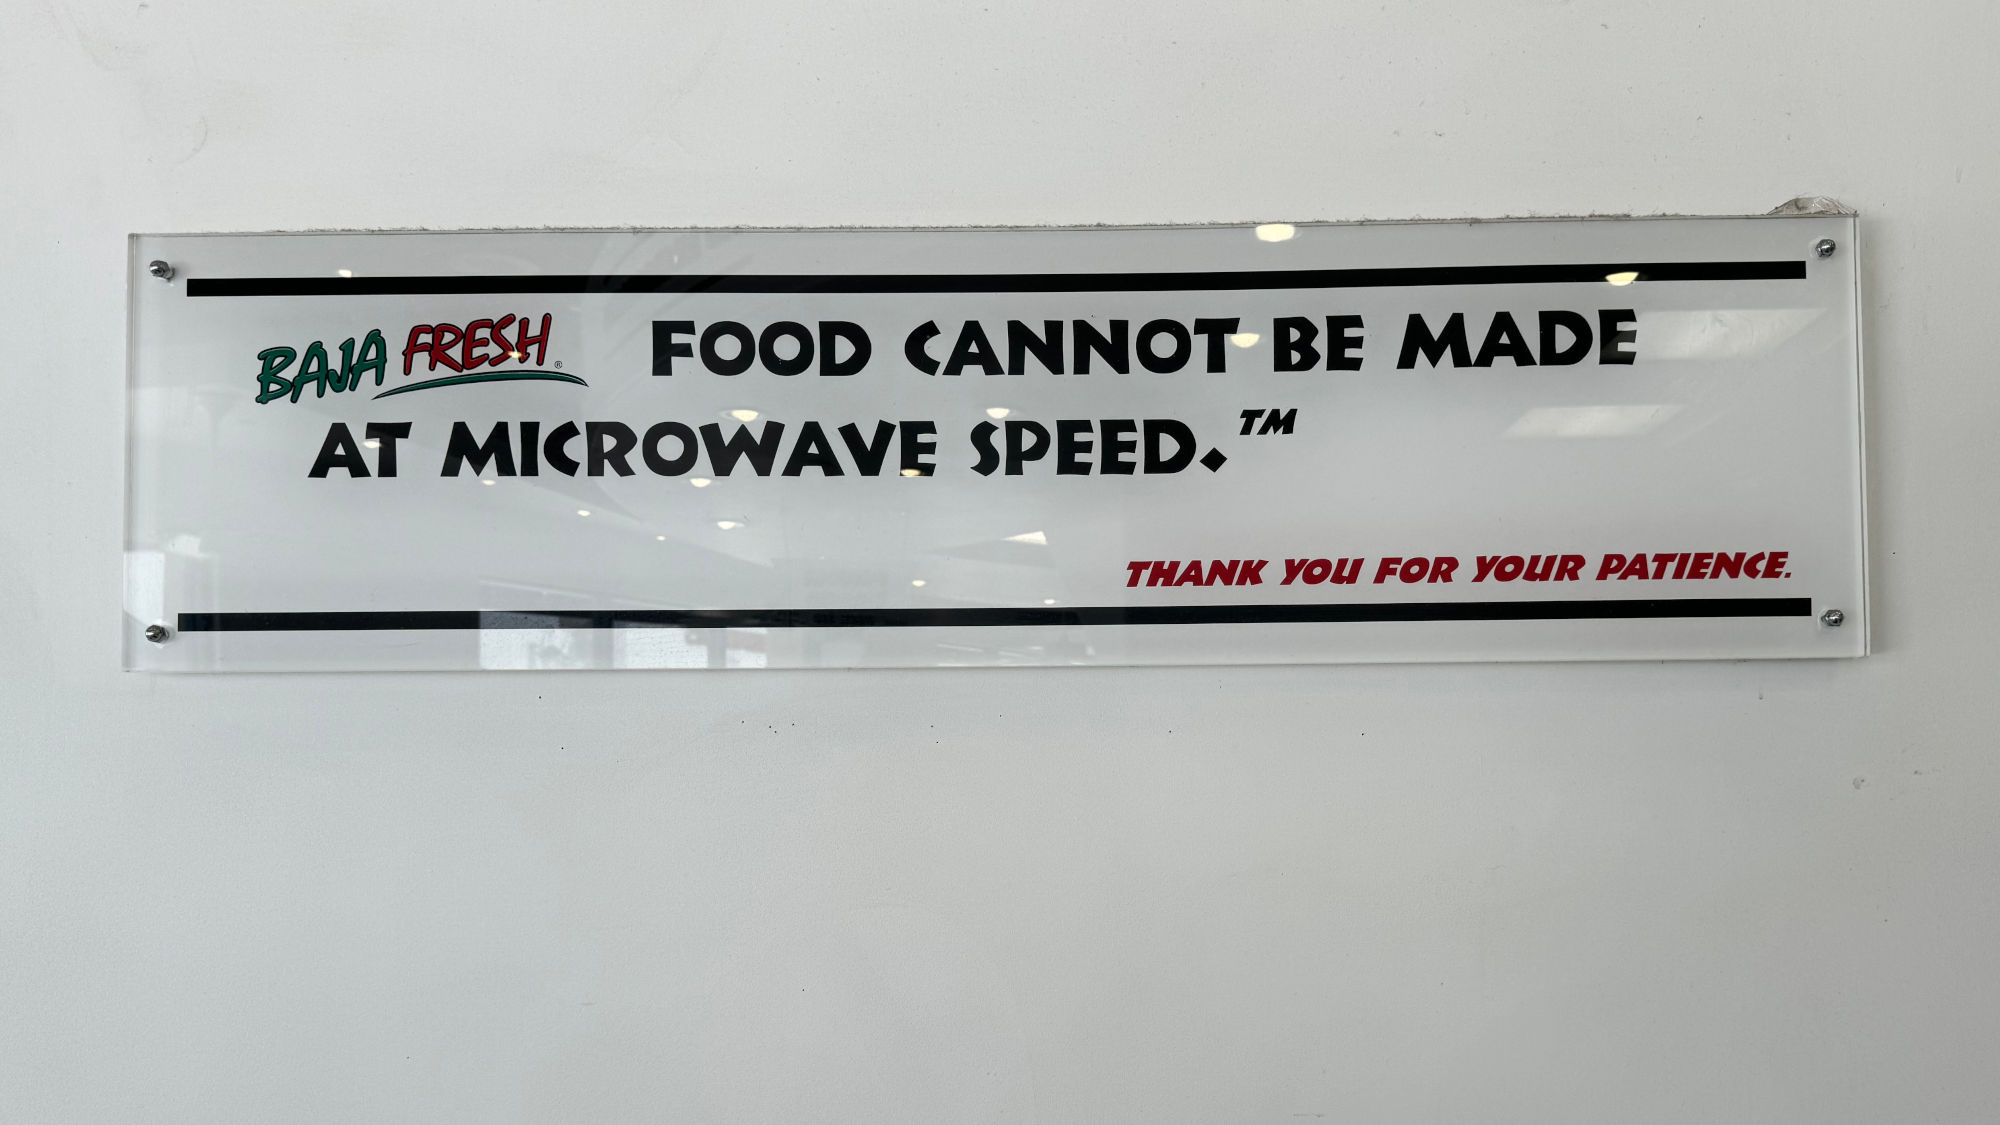 BAJA FRESH® FOOD CANNOT BE MADE
AT MICROWAVE SPEED.™
THANK YOU FOR YOUR PATIENCE.